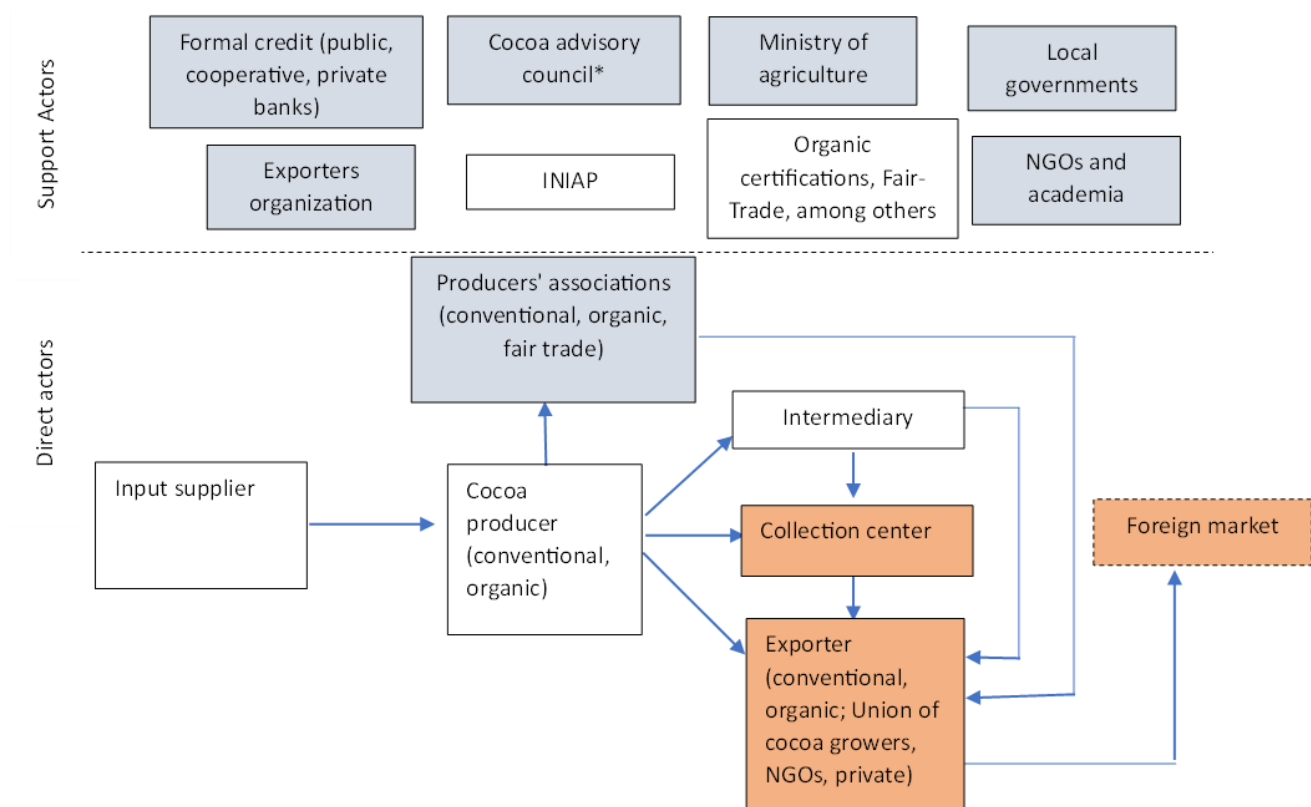 Support Actors
Formal credit (public,
cooperative, private
banks)
Cocoa advisory
council*
Ministry of
agriculture
Local
governments
Exporters
organization
INIAP
Organic
certifications, Fair-
Trade, among others
NGOs and
academia
Direct actors
Producers' associations
(conventional, organic,
fair trade)
Intermediary
Input supplier
Cocoa
producer
(conventional,
organic)
Collection center
Foreign market
Exporter
(conventional,
organic; Union of
cocoa growers,
NGOs, private)